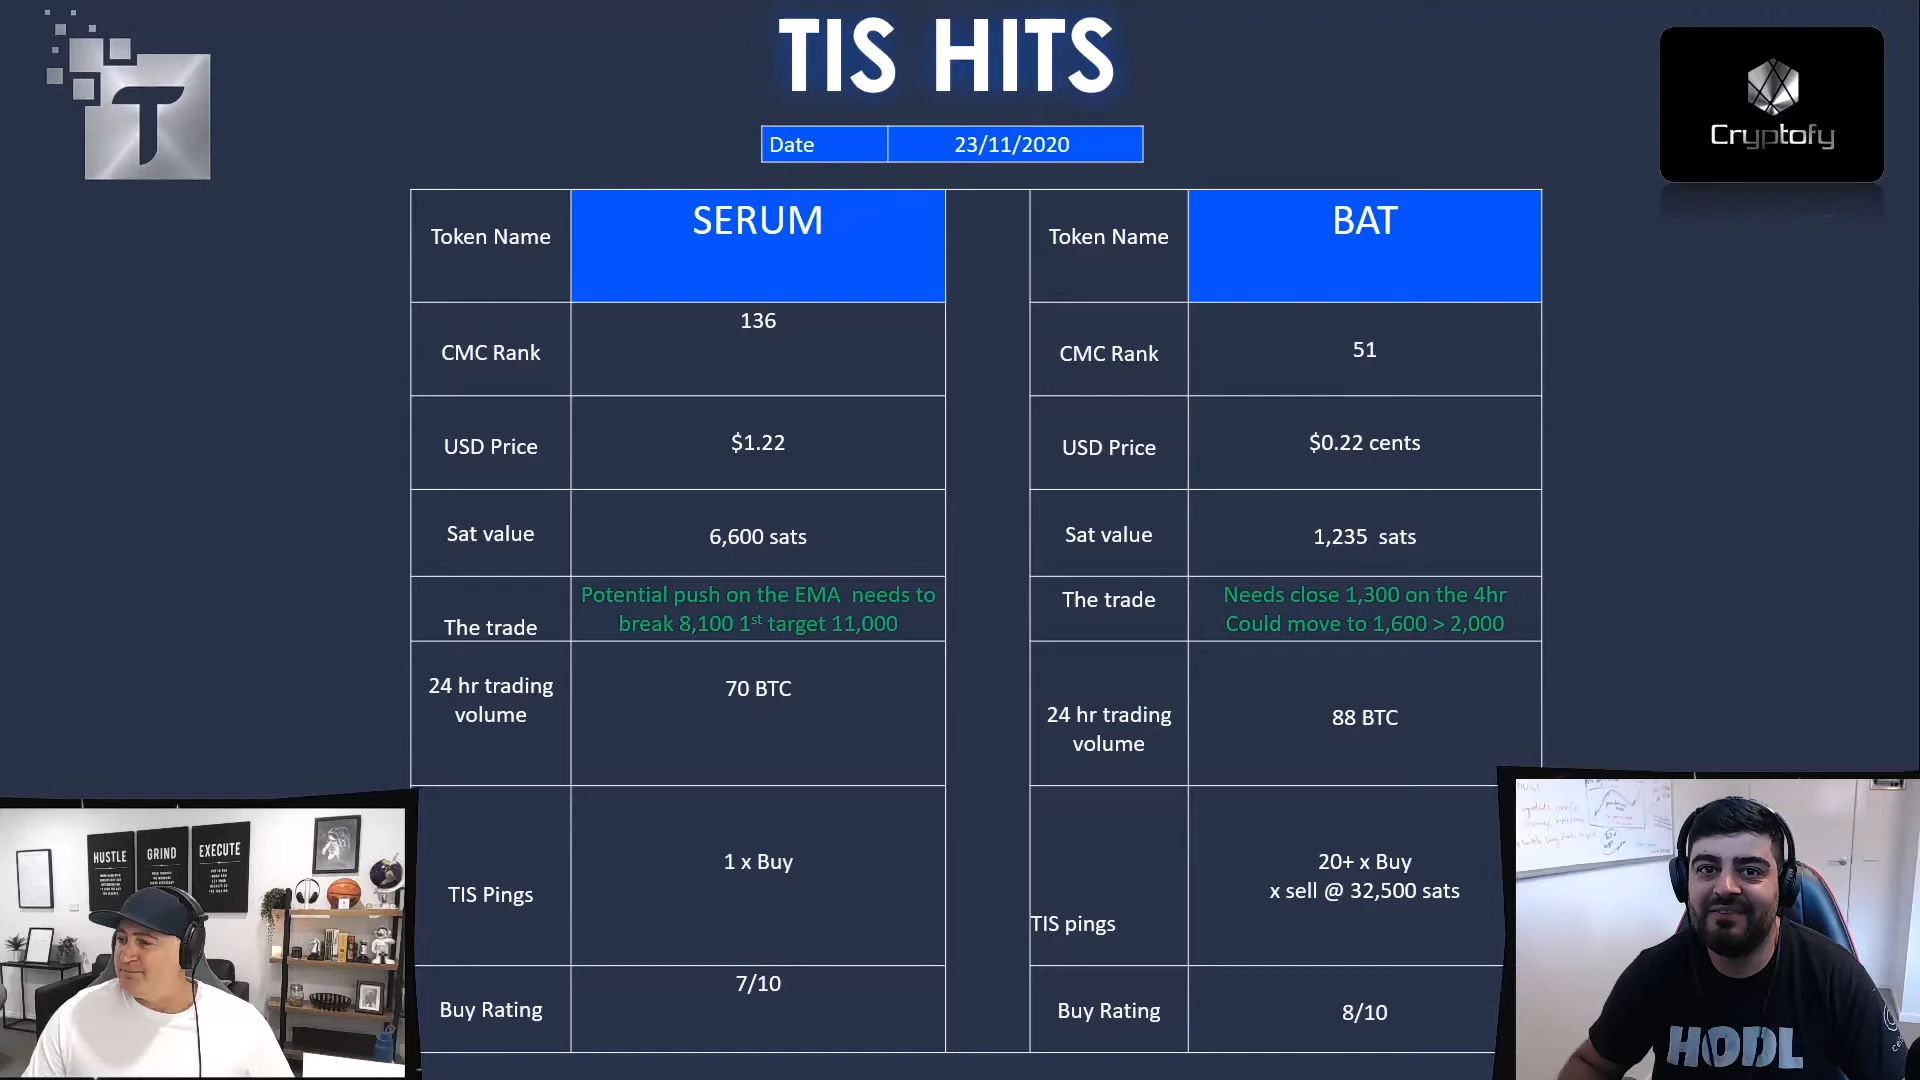 TIS HITS
T
Cryptofy
Date 23/11/2020
Token Name SERUM
CMC Rank 136
USD Price $1.22
Sat value 6,600 sats
The trade
Potential push on the EMA needs to
break 8,100 1st target 11,000
24 hr trading
volume
70 BTC
TIS Pings 1 x Buy
Buy Rating 7/10
Token Name BAT
CMC Rank 51
USD Price $0.22 cents
Sat value 1,235 sats
The trade
Needs close 1,300 on the 4hr
Could move to 1,600 > 2,000
24 hr trading
volume
88 BTC
TIS pings
20+ x Buy
x sell @ 32,500 sats
Buy Rating 8/10
HUSTLE
GRIND
EXECUTE
HODL